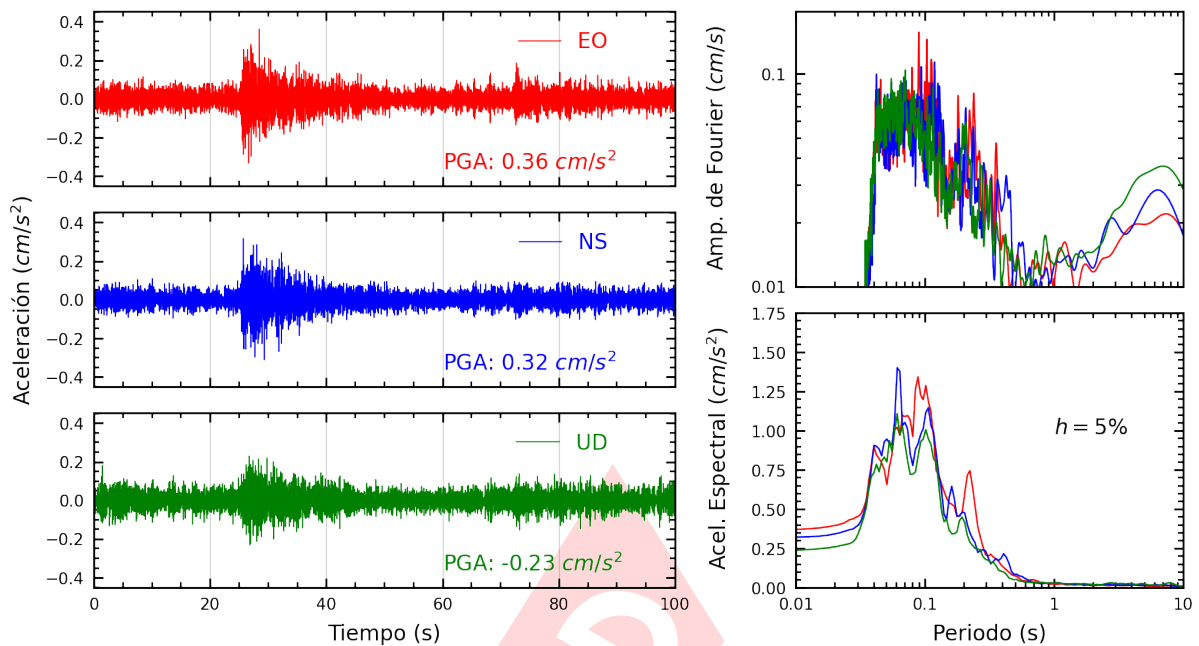 Aceleración (cm/s²)
0.4
0.2
0.0
−0.2
−0.4
EO
PGA: 0.36 cm/s²
0.4
0.2
0.0
−0.2
−0.4
NS
PGA: 0.32 cm/s²
0.4
0.2
0.0
−0.2
−0.4
UD
PGA: -0.23 cm/s²
0 20 40 60 80 100
Tiempo (s)
Amp. de Fourier (cm/s)
0.1
0.01
Acel. Espectral (cm/s²)
1.75
1.50
1.25
1.00
0.75
0.50
0.25
0.00
h = 5%
0.01 0.1 1 10
Periodo (s)